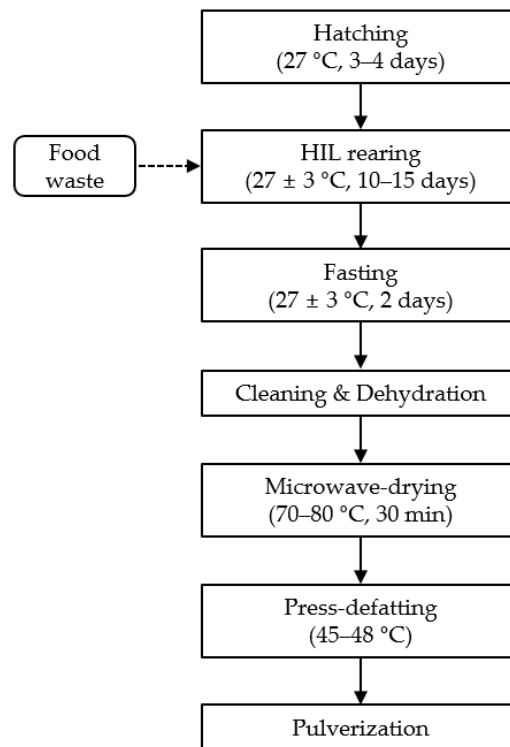 Hatching
(27 °C, 3–4 days)
Food
waste
HIL rearing
(27 ± 3 °C, 10–15 days)
Fasting
(27 ± 3 °C, 2 days)
Cleaning & Dehydration
Microwave-drying
(70–80 °C, 30 min)
Press-defatting
(45–48 °C)
Pulverization